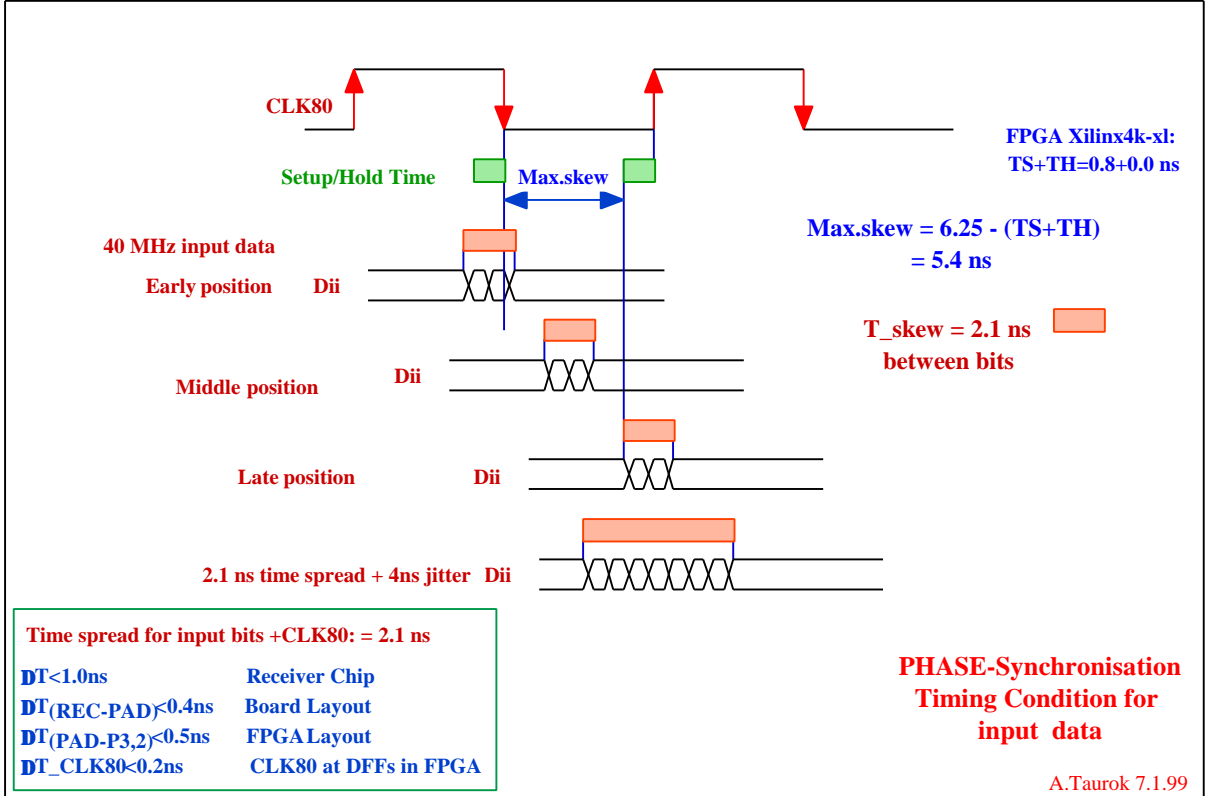 CLK80
FPGA Xilinx4k-xl:
TS+TH=0.8+0.0 ns
Setup/Hold Time
Max.skew
Max.skew = 6.25 - (TS+TH)
= 5.4 ns
40 MHz input data
Early position Dii
T_skew = 2.1 ns
between bits
Middle position Dii
Late position Dii
2.1 ns time spread + 4ns jitter Dii
Time spread for input bits +CLK80: = 2.1 ns
DT<1.0ns Receiver Chip
DT(REC-PAD)<0.4ns Board Layout
DT(PAD-P3,2)<0.5ns FPGA Layout
DT_CLK80<0.2ns CLK80 at DFFs in FPGA
PHASE-Synchronisation
Timing Condition for
input data
A.Taurok 7.1.99